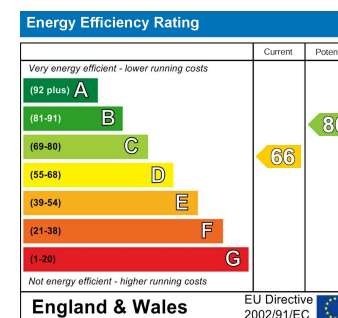 Energy Efficiency Rating
Current
Very energy efficient - lower running costs
(92 plus) A
(81-91) B
(69-80) C
66
(55-68) D
(39-54) E
(21-38) F
(1-20) G
Not energy efficient - higher running costs
England & Wales
EU Directive
2002/91/EC